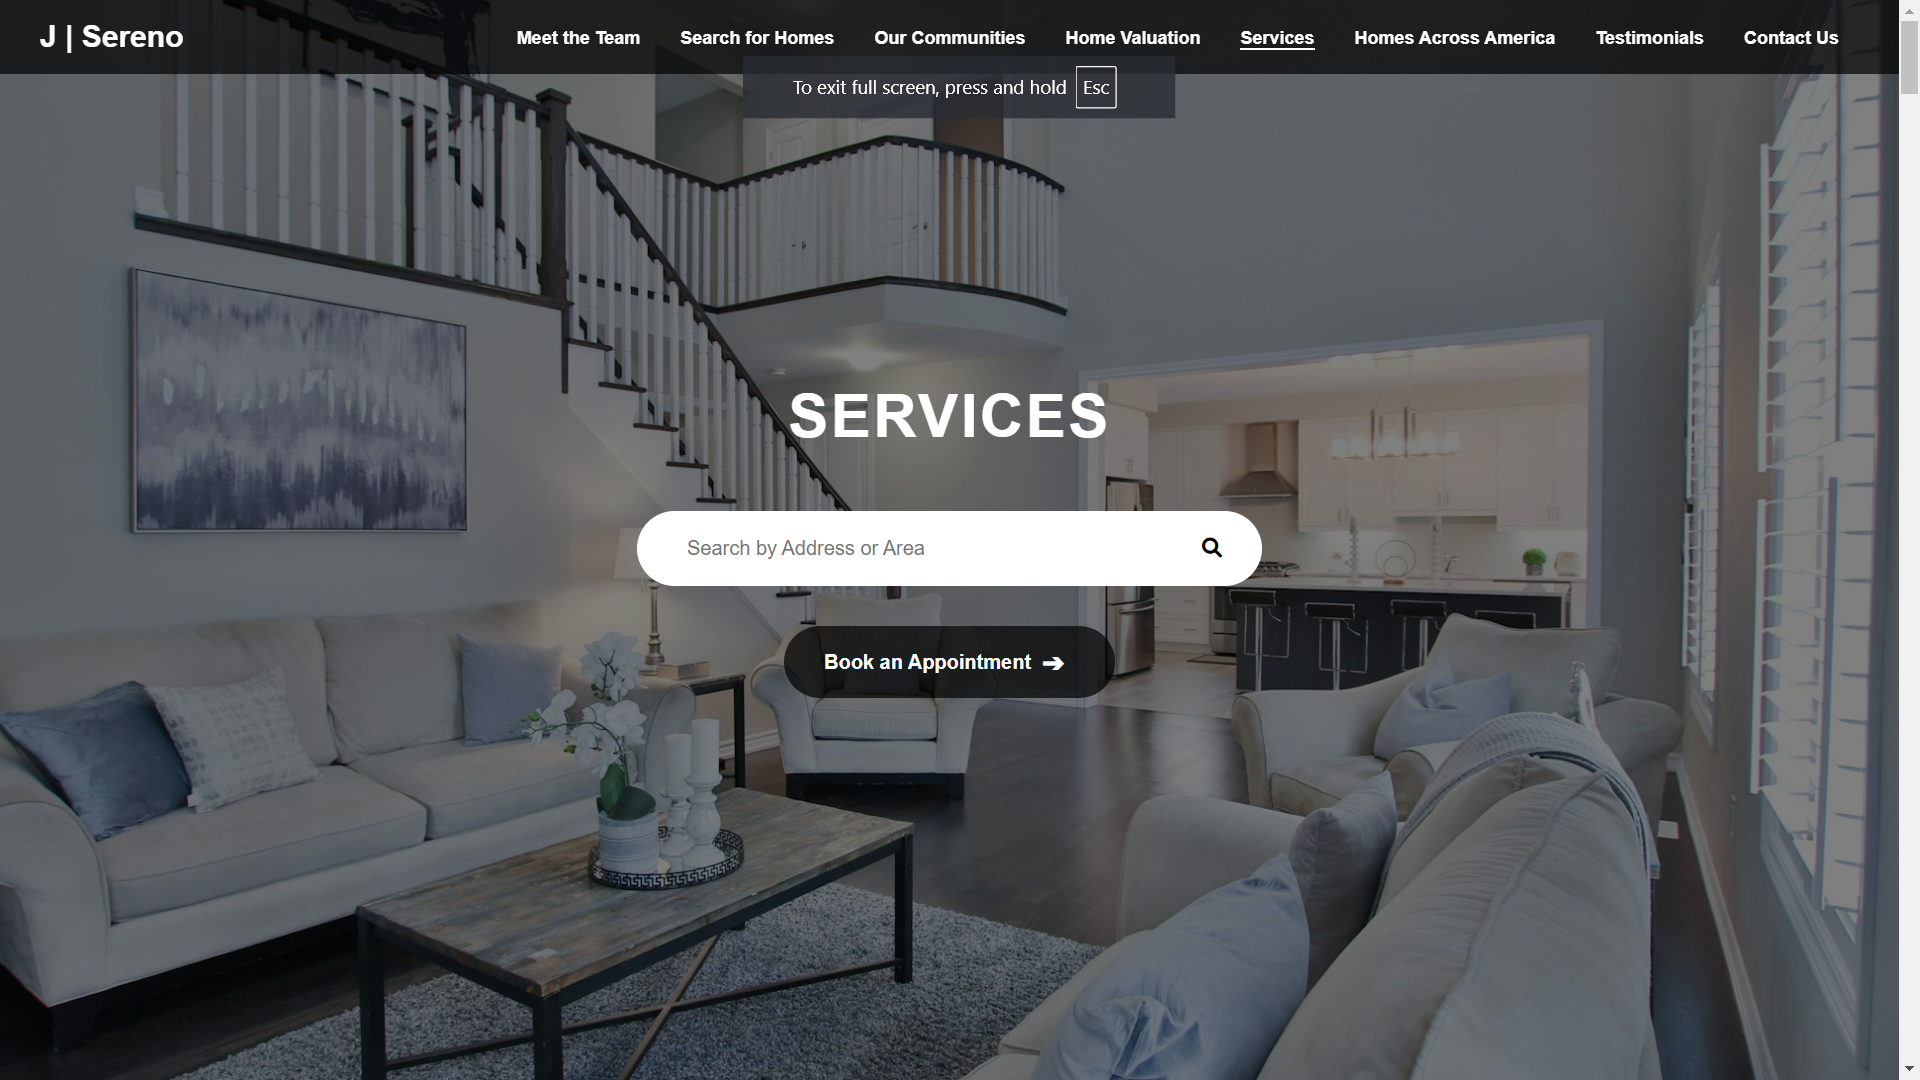 J | Sereno
Meet the Team
Search for Homes
Our Communities
Home Valuation
Services
Homes Across America
Testimonials
Contact Us
To exit full screen, press and hold Esc
SERVICES
Search by Address or Area
Book an Appointment ➔